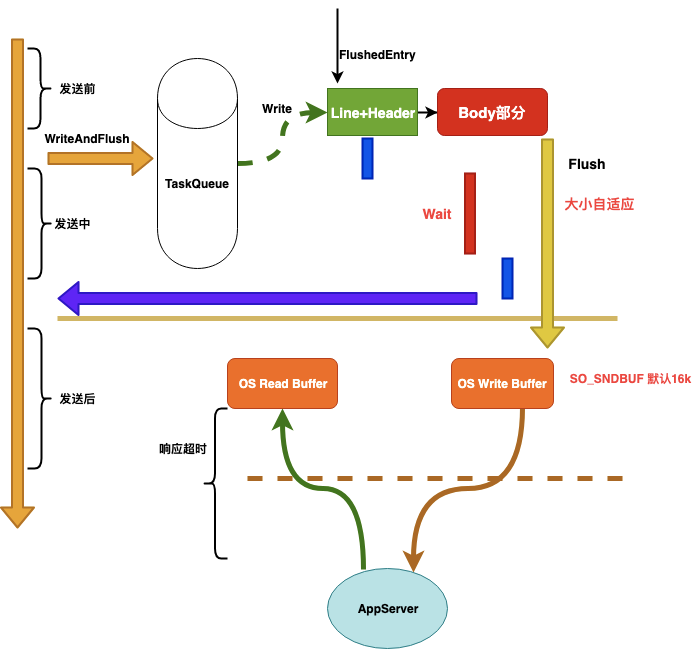 FlushedEntry
发送前
Write
Line+Header
Body部分
WriteAndFlush
Flush
TaskQueue
大小自适应
Wait
发送中
OS Read Buffer
OS Write Buffer
SO_SNDBUF 默认16k
发送后
响应超时
AppServer